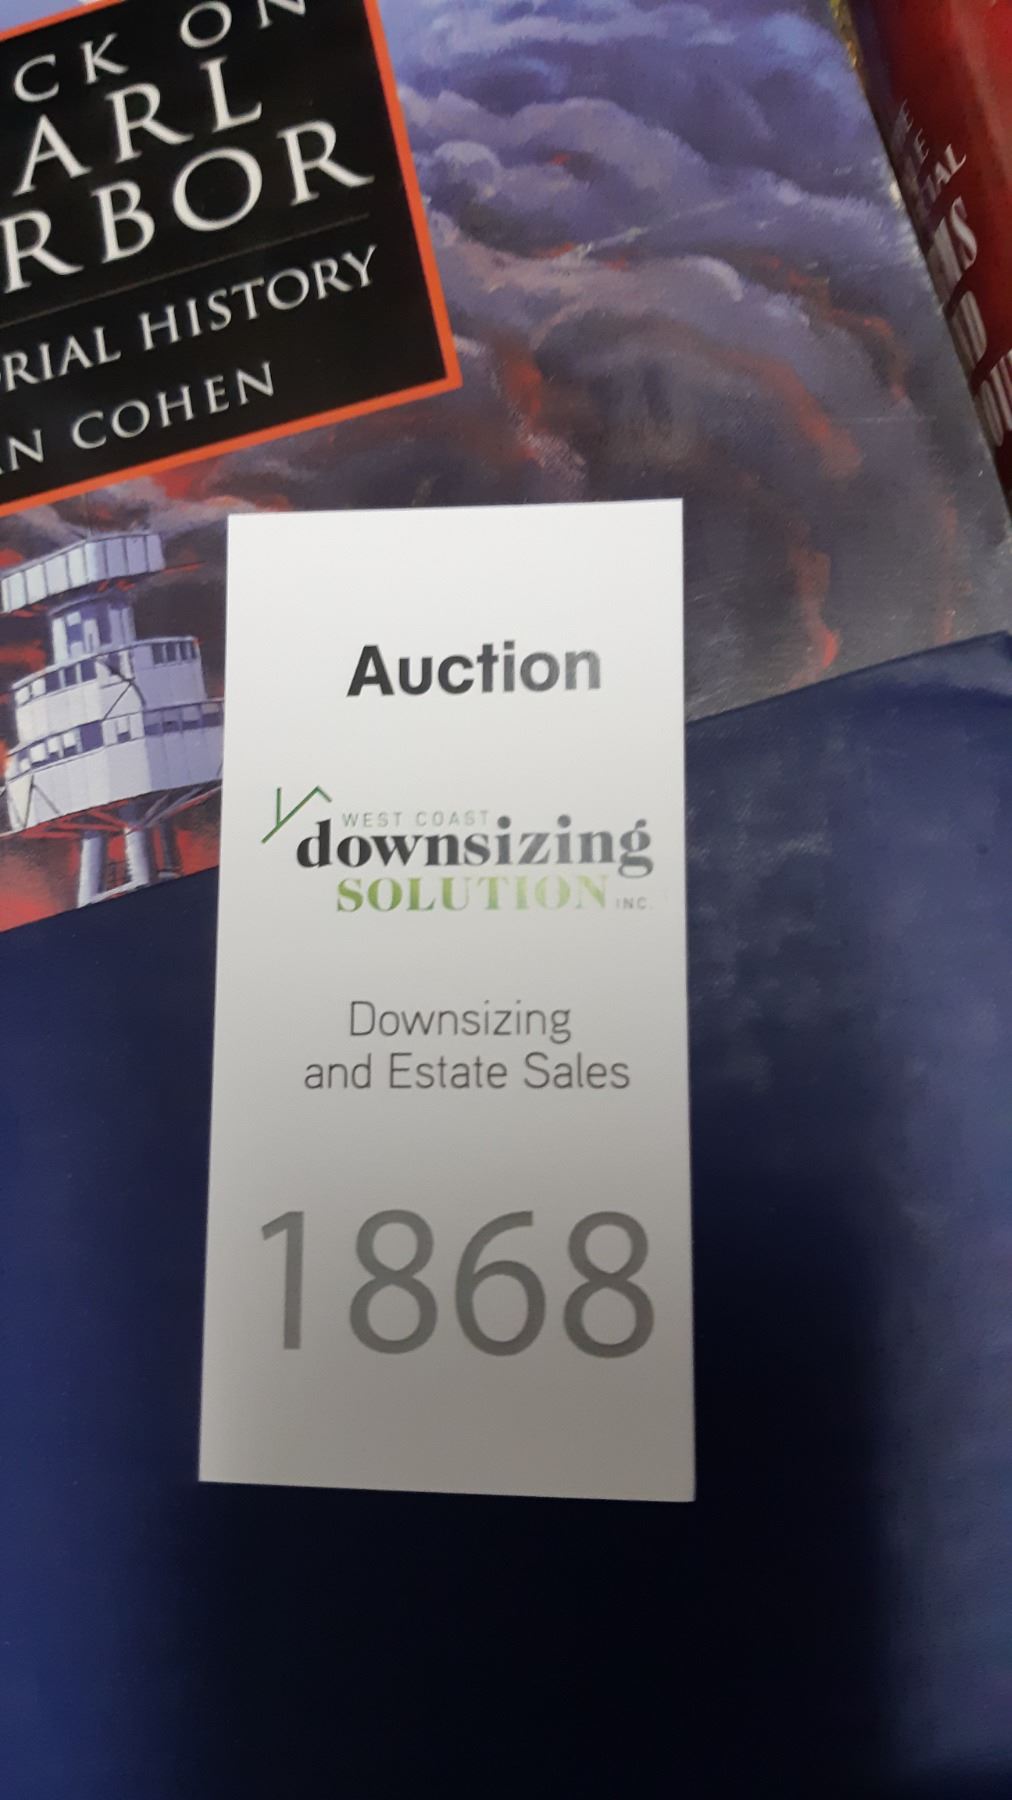 CK ON
ARL
RBOR
RIAL HISTORY
N COHEN
Auction
WEST COAST
downsizing
SOLUTION INC.
Downsizing
and Estate Sales
1868